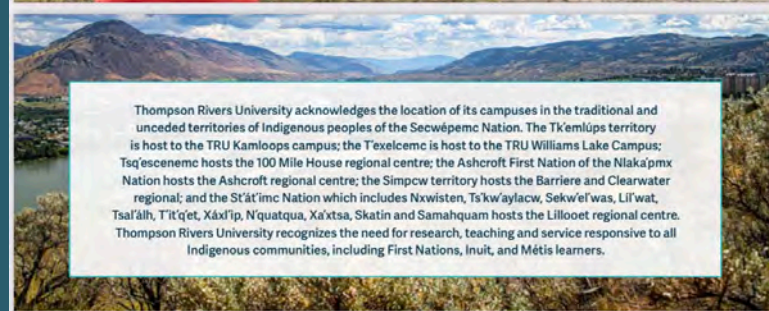 Thompson Rivers University acknowledges the location of its campuses in the traditional and
unceded territories of Indigenous peoples of the Secwépemc Nation. The Tk’emlúps territory
is host to the TRU Kamloops campus; the T’exelcemc is host to the TRU Williams Lake Campus;
Tsq’escenemc hosts the 100 Mile House regional centre; the Ashcroft First Nation of the Nlaka’pmx
Nation hosts the Ashcroft regional centre; the Simpcw territory hosts the Barriere and Clearwater
regional; and the St’át’imc Nation which includes Nxwisten, Ts’kw’aylacw, Sekw’el’was, Lil’wat,
Tsal’álh, T’it’q’et, Xáxl’ip, N’quatqua, Xa’xtsa, Skatin and Samahquam hosts the Lillooet regional centre.
Thompson Rivers University recognizes the need for research, teaching and service responsive to all
Indigenous communities, including First Nations, Inuit, and Métis learners.